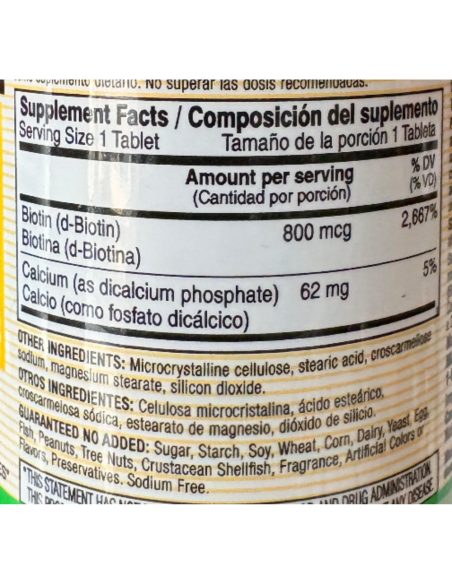 suplemento dietario. No superar las dosis recomendadas.
Supplement Facts / Composición del suplemento
Serving Size 1 Tablet Tamaño de la porción 1 Tableta
Amount per serving % DV
(Cantidad por porción) (% VD)
Biotin (d-Biotin) 800 mcg 2,667%
Biotina (d-Biotina)
Calcium (as dicalcium phosphate) 62 mg 5%
Calcio (como fosfato dicálcico)
OTHER INGREDIENTS: Microcrystalline cellulose, stearic acid, croscarmellose
sodium, magnesium stearate, silicon dioxide.
OTROS INGREDIENTES: Celulosa microcristalina, ácido esteárico,
croscarmelosa sódica, estearato de magnesio, dióxido de silicio.
GUARANTEED NO ADDED: Sugar, Starch, Soy, Wheat, Corn, Dairy, Yeast, Egg,
Fish, Peanuts, Tree Nuts, Crustacean Shellfish, Fragrance, Artificial Colors or
Flavors, Preservatives. Sodium Free.
*THIS STATEMENT HAS AND DRUG ADMINISTRATION.
ANY DISEASE.